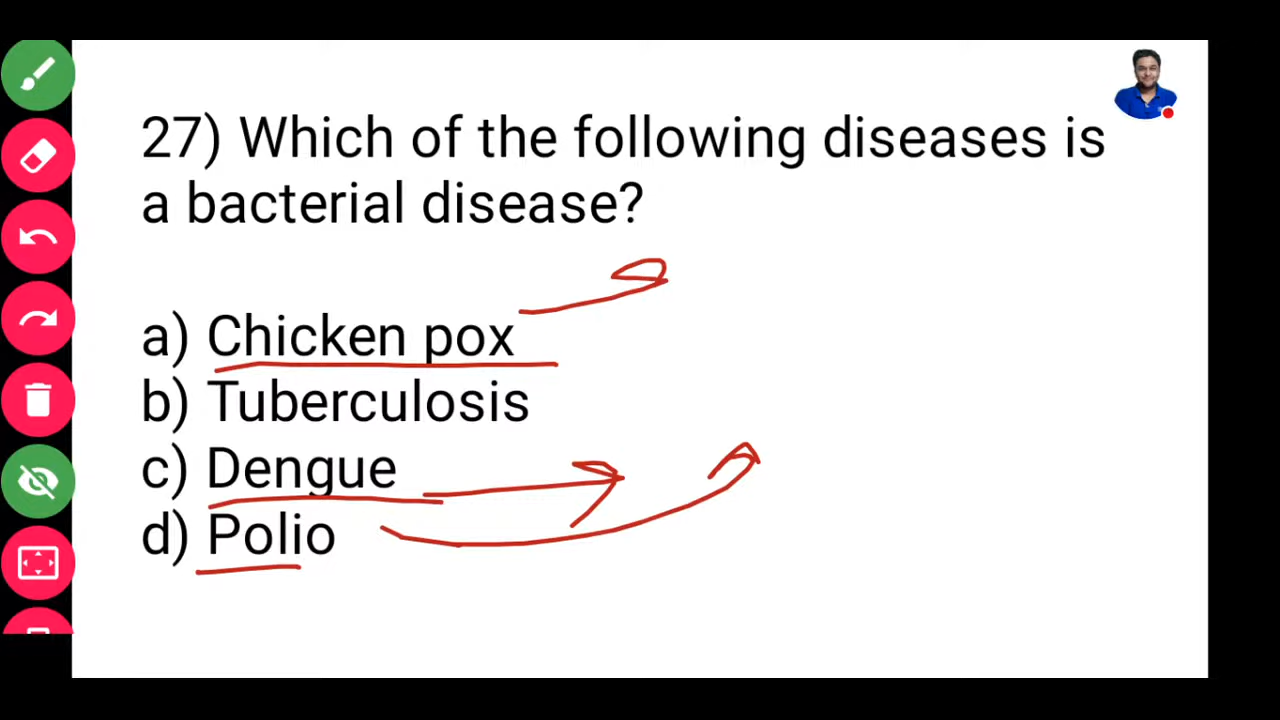 27) Which of the following diseases is
a bacterial disease?
a) Chicken pox
b) Tuberculosis
c) Dengue
d) Polio